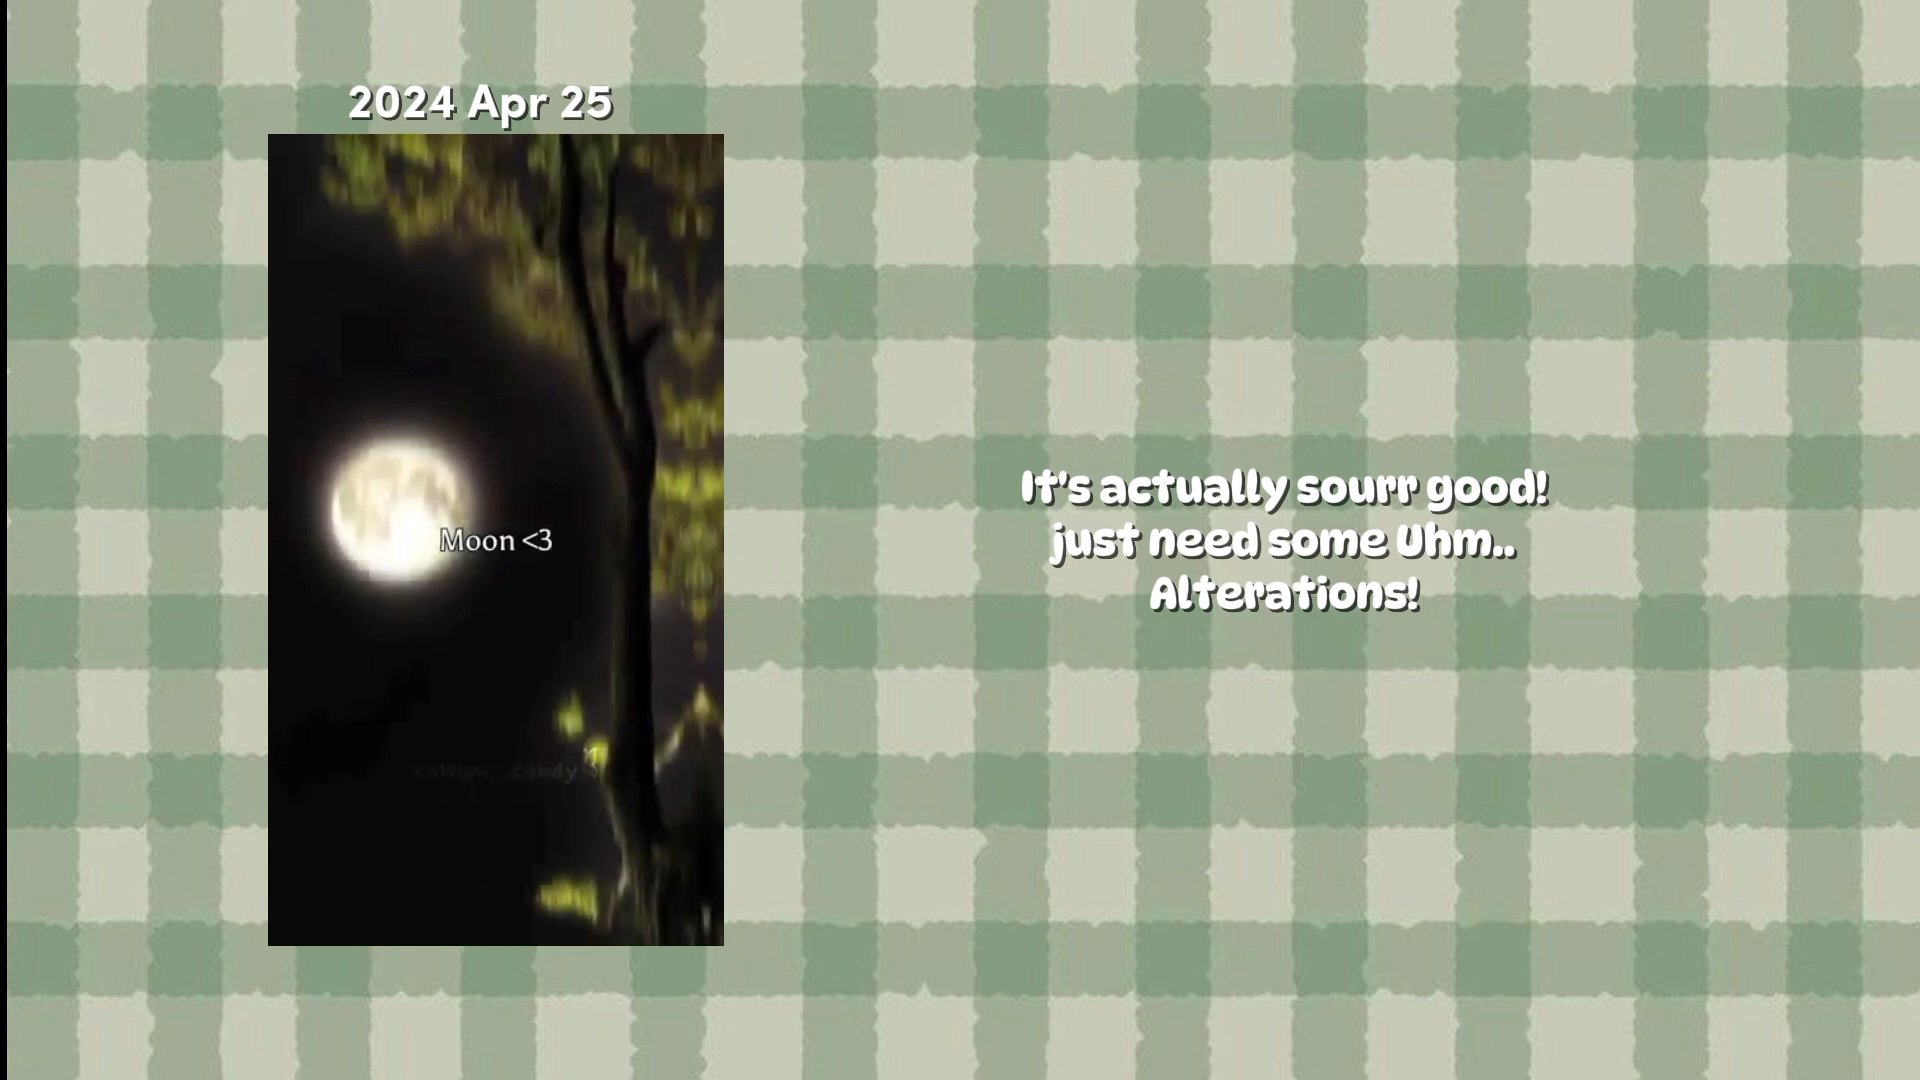 2024 Apr 25
Moon <3
It's actually sourr good!
just need some Uhm..
Alterations!